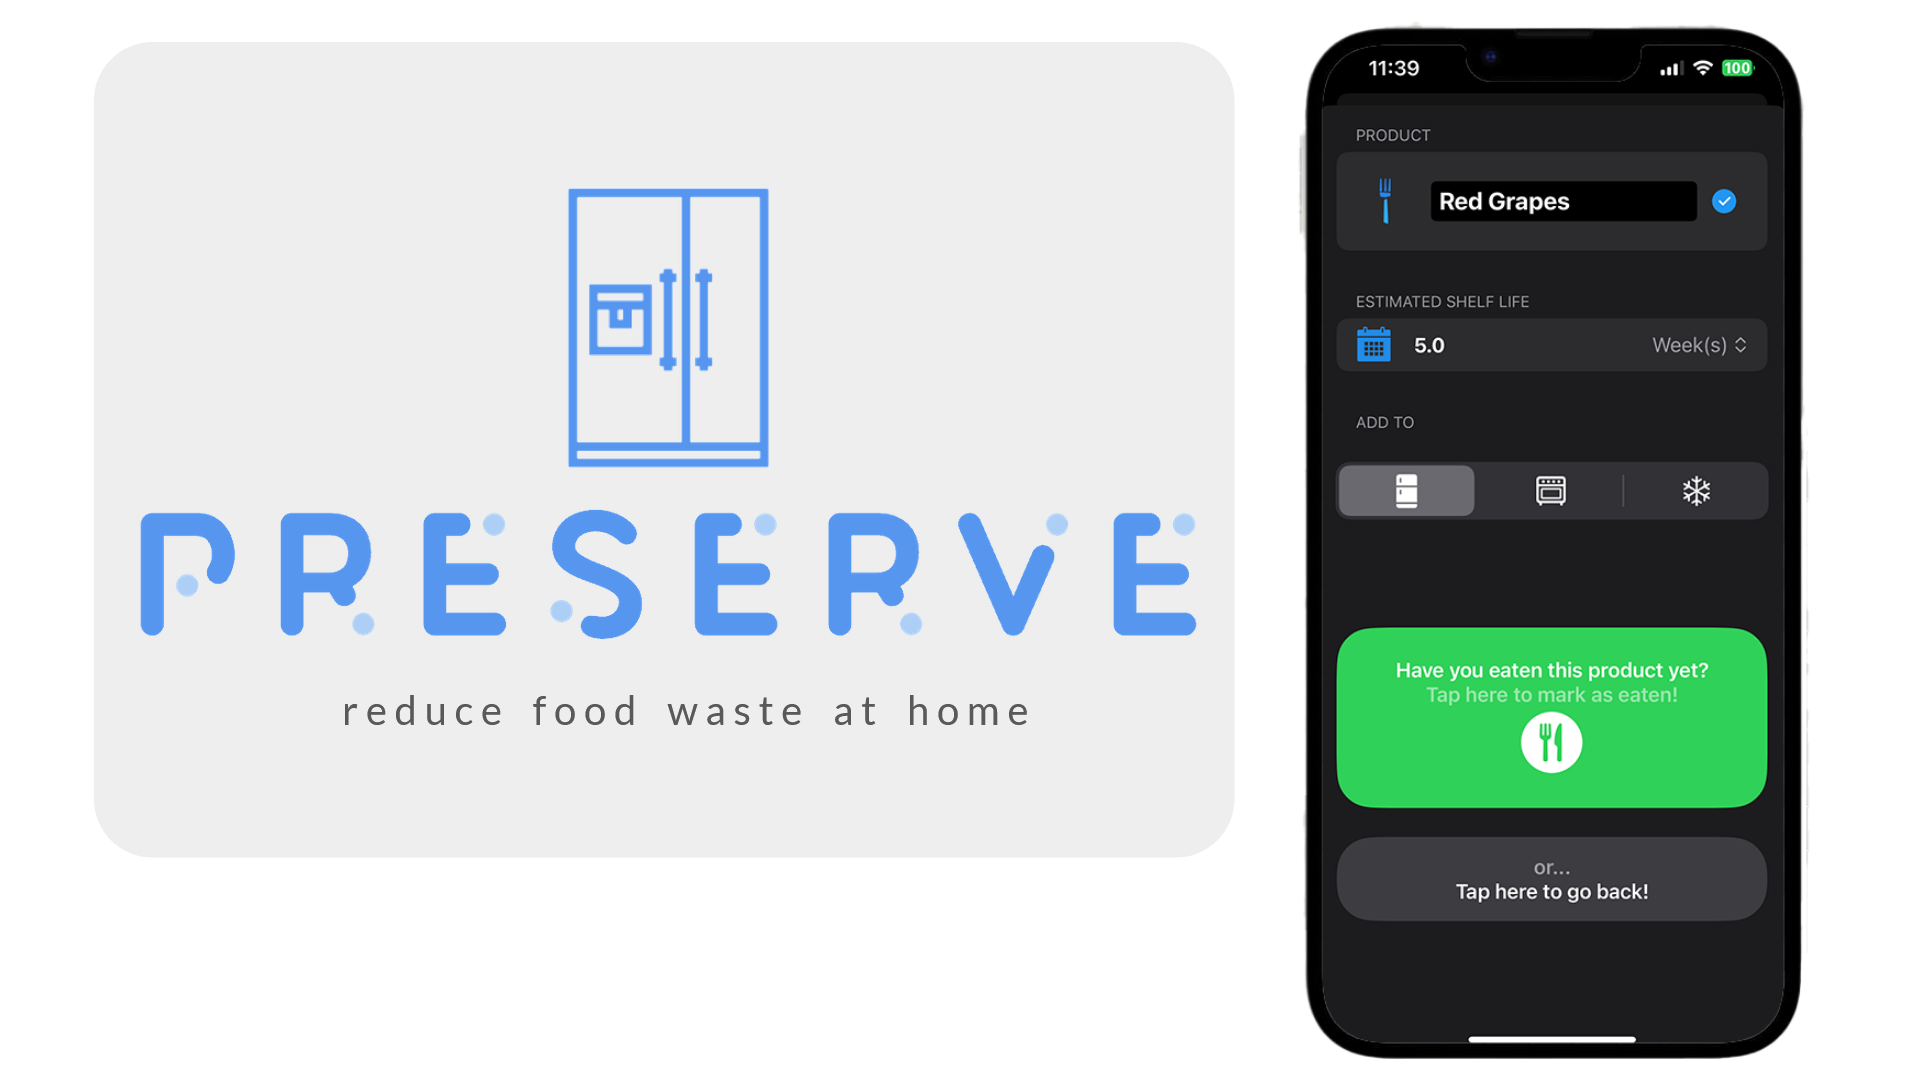 PRESERVE
reduce food waste at home
11:39
100
PRODUCT
Red Grapes
ESTIMATED SHELF LIFE
5.0 Week(s)
ADD TO
Have you eaten this product yet?
Tap here to mark as eaten!
or...
Tap here to go back!